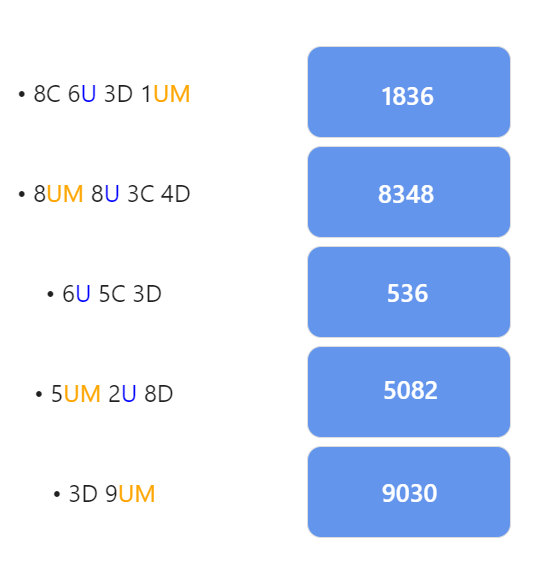 • 8C 6U 3D 1UM 1836
• 8UM 8U 3C 4D 8348
• 6U 5C 3D 536
• 5UM 2U 8D 5082
• 3D 9UM 9030